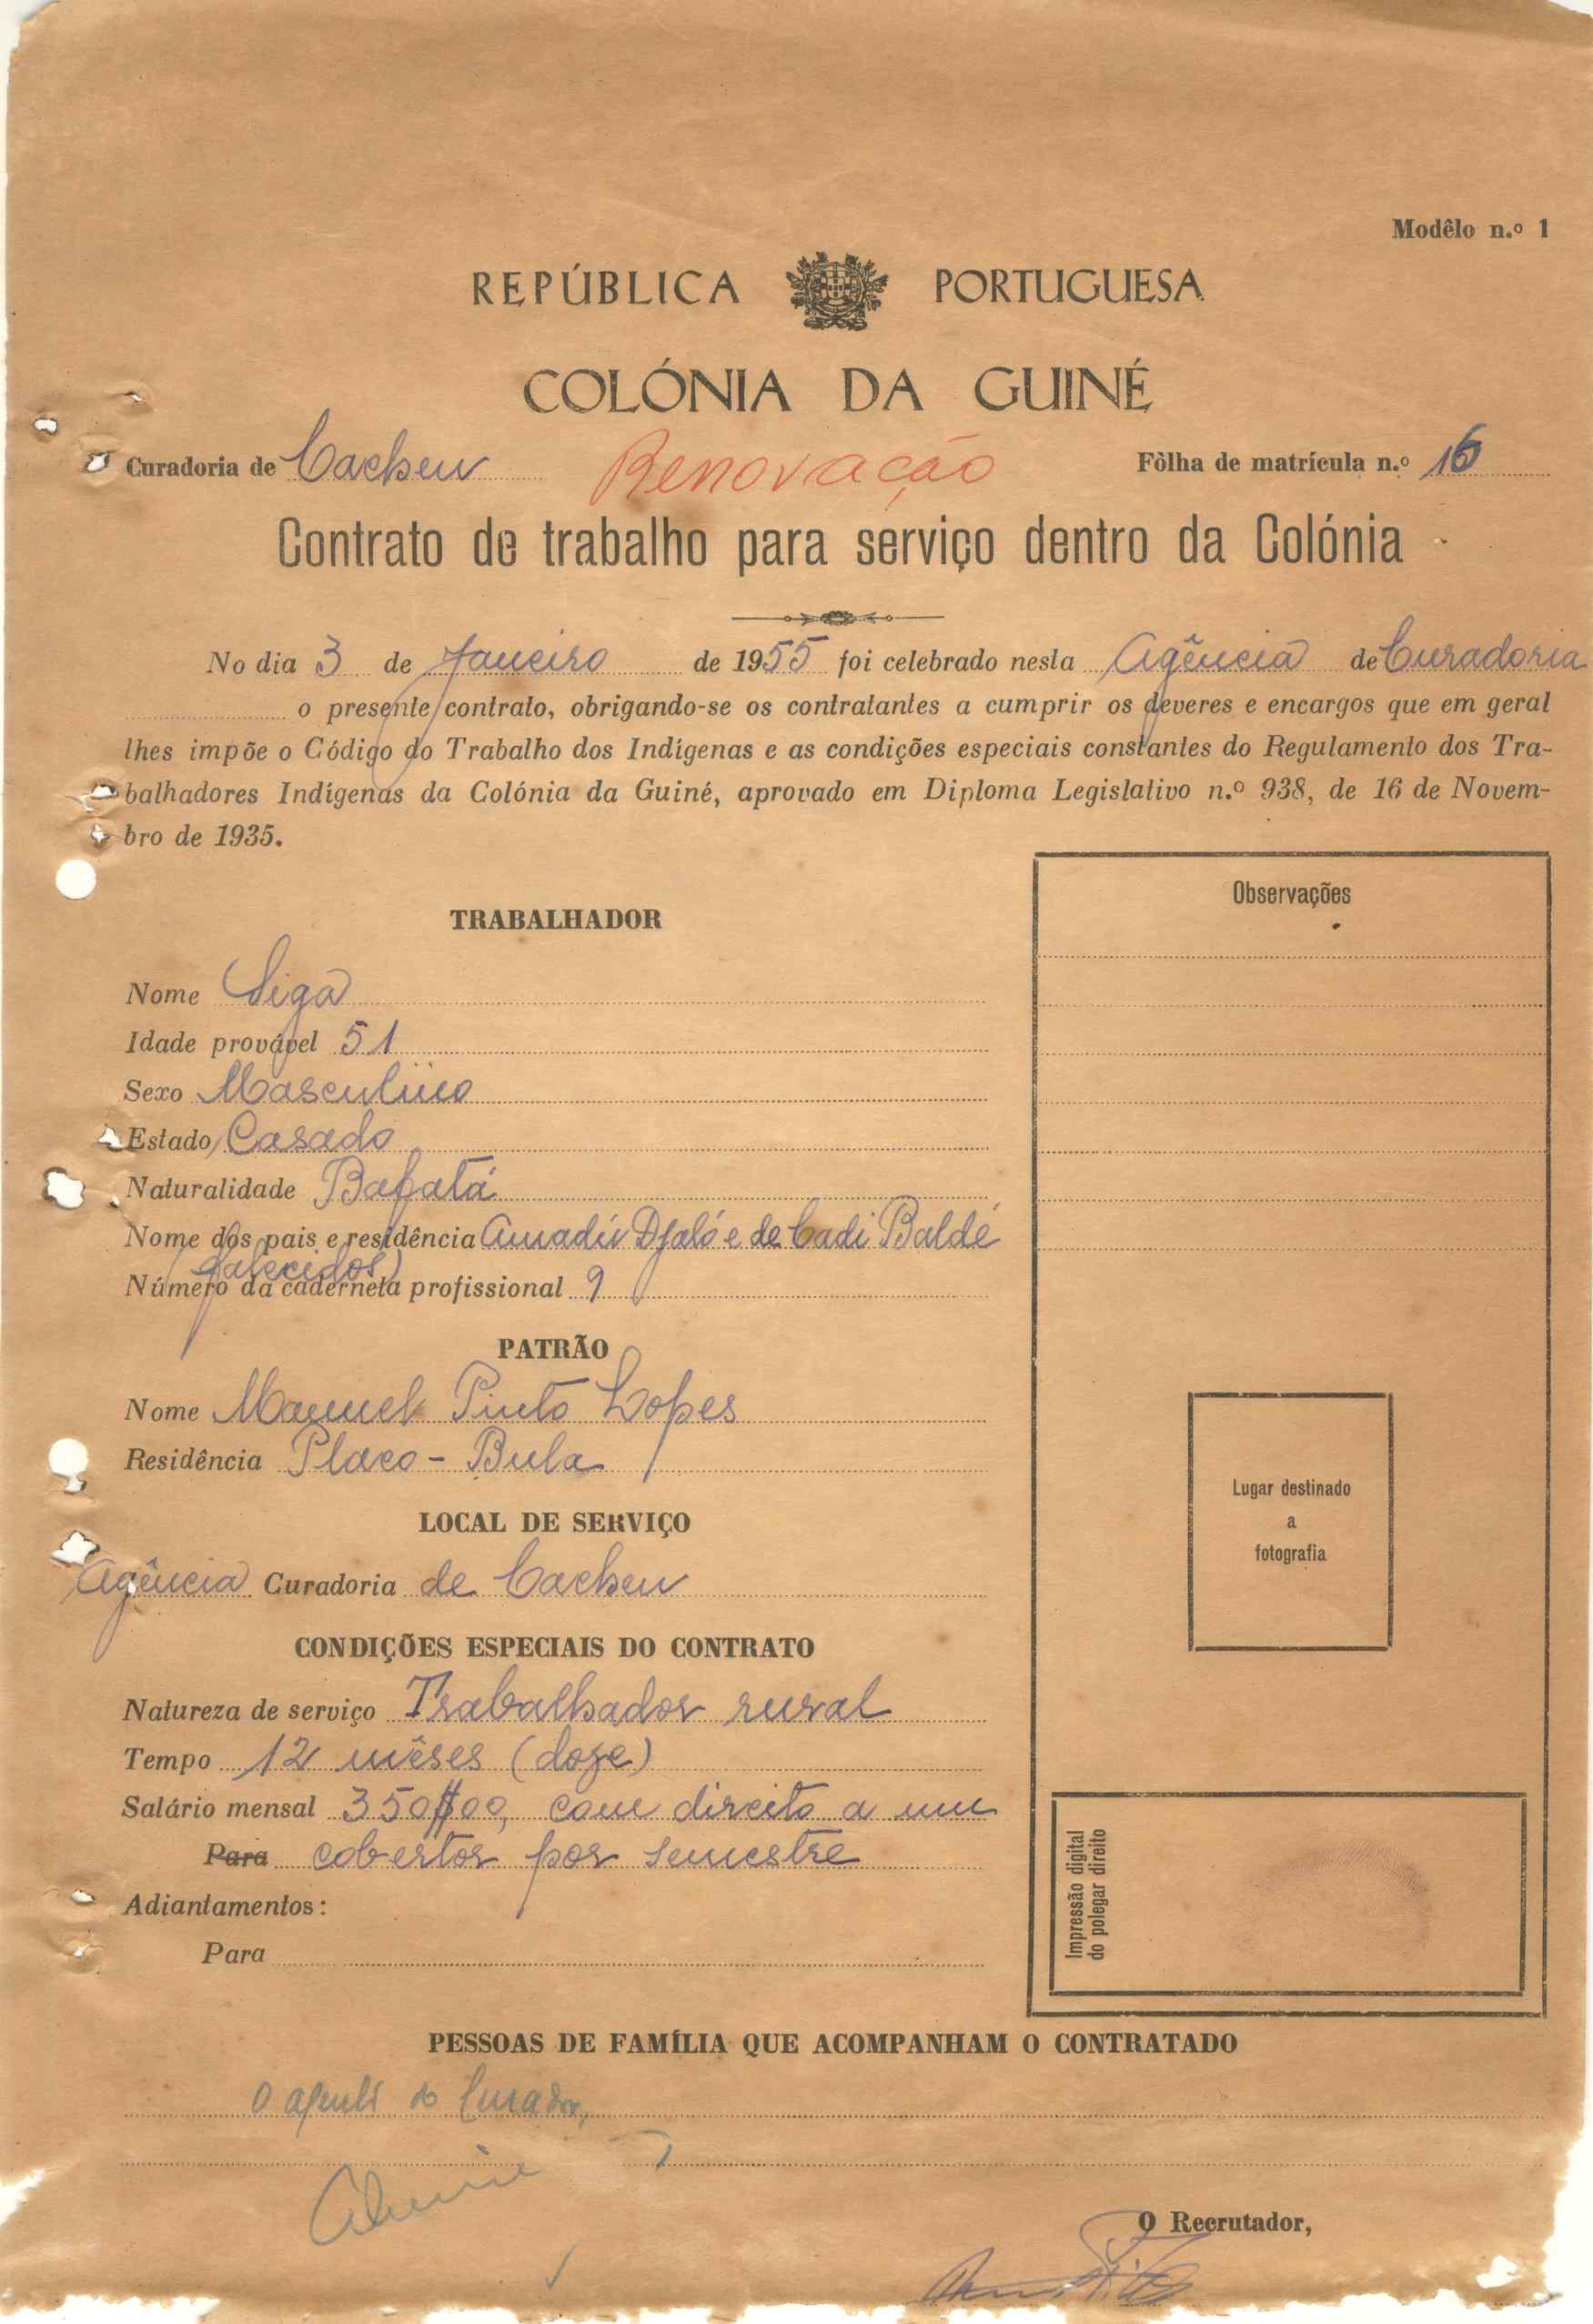 Modêlo n.º 1
REPÚBLICA PORTUGUESA
COLÓNIA DA GUINÉ
Curadoria de Cacheu Renovação Fôlha de matrícula n.º 16
Contrato de trabalho para serviço dentro da Colónia
No dia 3 de Janeiro de 1955 foi celebrado nesta Agência de Curadoria
o presente contrato, obrigando-se os contratantes a cumprir os deveres e encargos que em geral
lhes impõe o Código do Trabalho dos Indígenas e as condições especiais constantes do Regulamento dos Tra-
balhadores Indígenas da Colónia da Guiné, aprovado em Diploma Legislativo n.º 938, de 16 de Novem-
bro de 1935.
Observações
TRABALHADOR
Nome Sigá
Idade provável 51
Sexo Masculino
Estado Casado
Naturalidade Bafatá
Nome dos pais e residência Amadú Djaló e de Cadi Baldé
(falecidos)
Número da caderneta profissional 9
PATRÃO
Nome Manuel Pinto Lopes
Residência Placo - Bula
Lugar destinado
a
fotografia
LOCAL DE SERVIÇO
Agência Curadoria de Cacheu
CONDIÇÕES ESPECIAIS DO CONTRATO
Natureza de serviço Trabalhador rural
Tempo 12 mêses (doze)
Salário mensal 350$00, com direito a um
Para cobertor por semestre
Adiantamentos:
Para
Impressão digital
do polegar direito
PESSOAS DE FAMÍLIA QUE ACOMPANHAM O CONTRATADO
O agente do Curador,
O Recrutador,